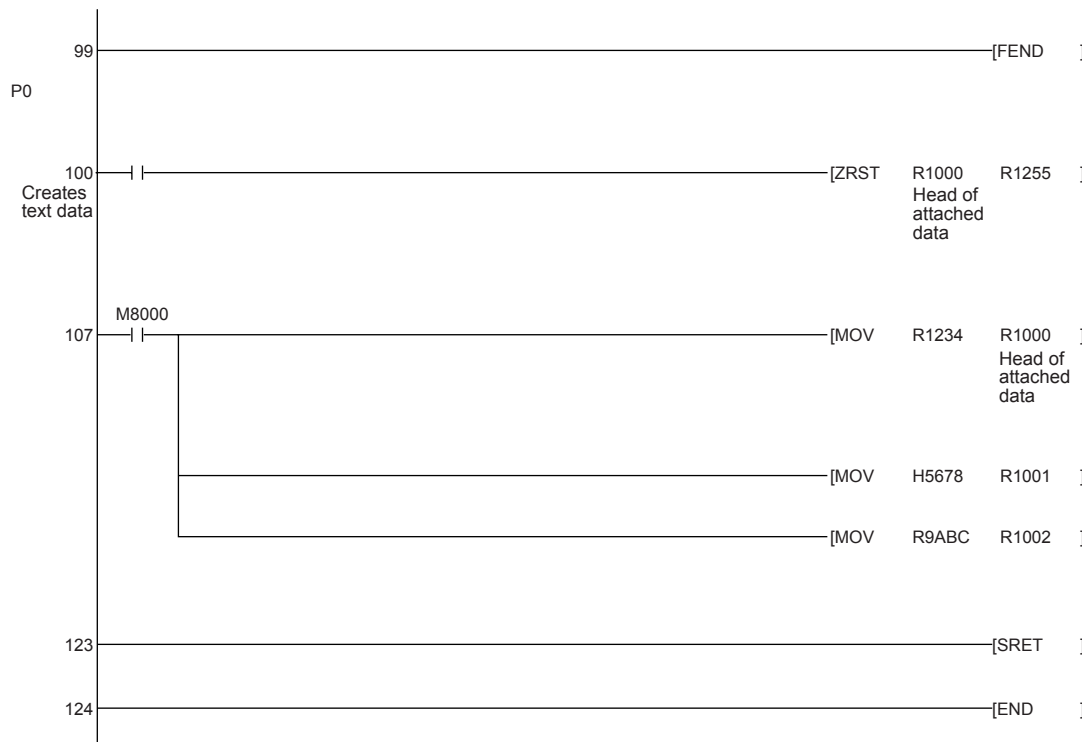 99 [FEND ]
P0
100 [ZRST R1000 R1255 ]
Creates
text data
Head of
attached
data
M8000
107 [MOV R1234 R1000 ]
Head of
attached
data
[MOV H5678 R1001 ]
[MOV R9ABC R1002 ]
123 [SRET ]
124 [END ]